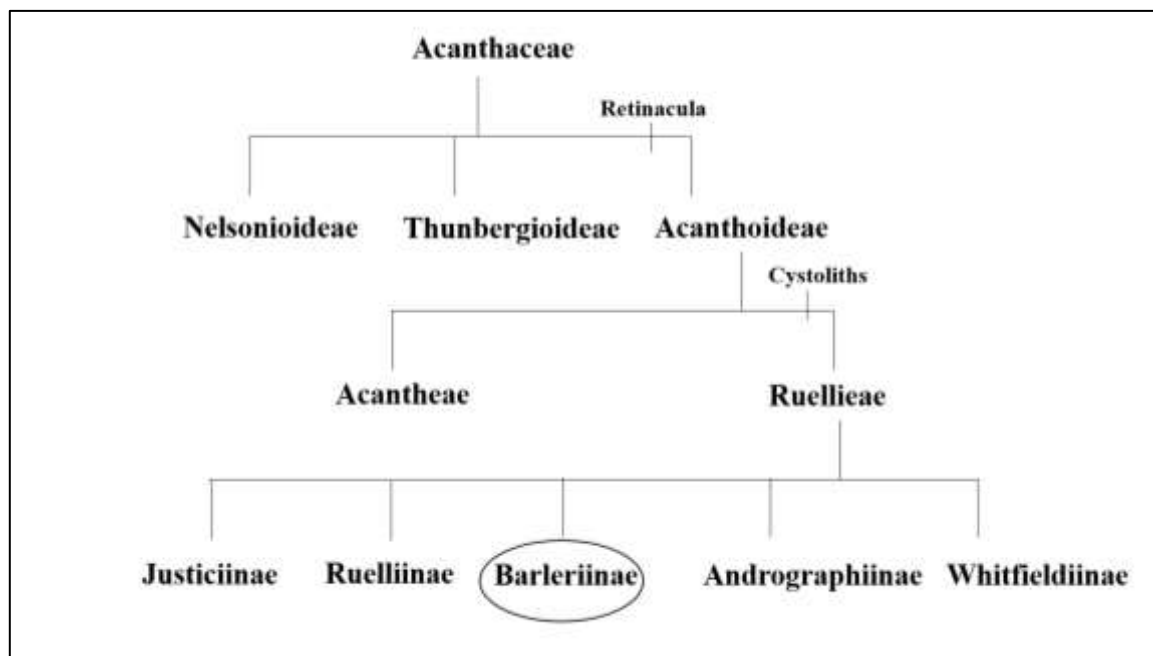 Acanthaceae
Retinacula
Nelsonioideae Thunbergioideae Acanthoideae
Cystoliths
Acantheae Ruellieae
Justiciinae Ruelliinae Barleriinae Andrographiinae Whitfieldiinae